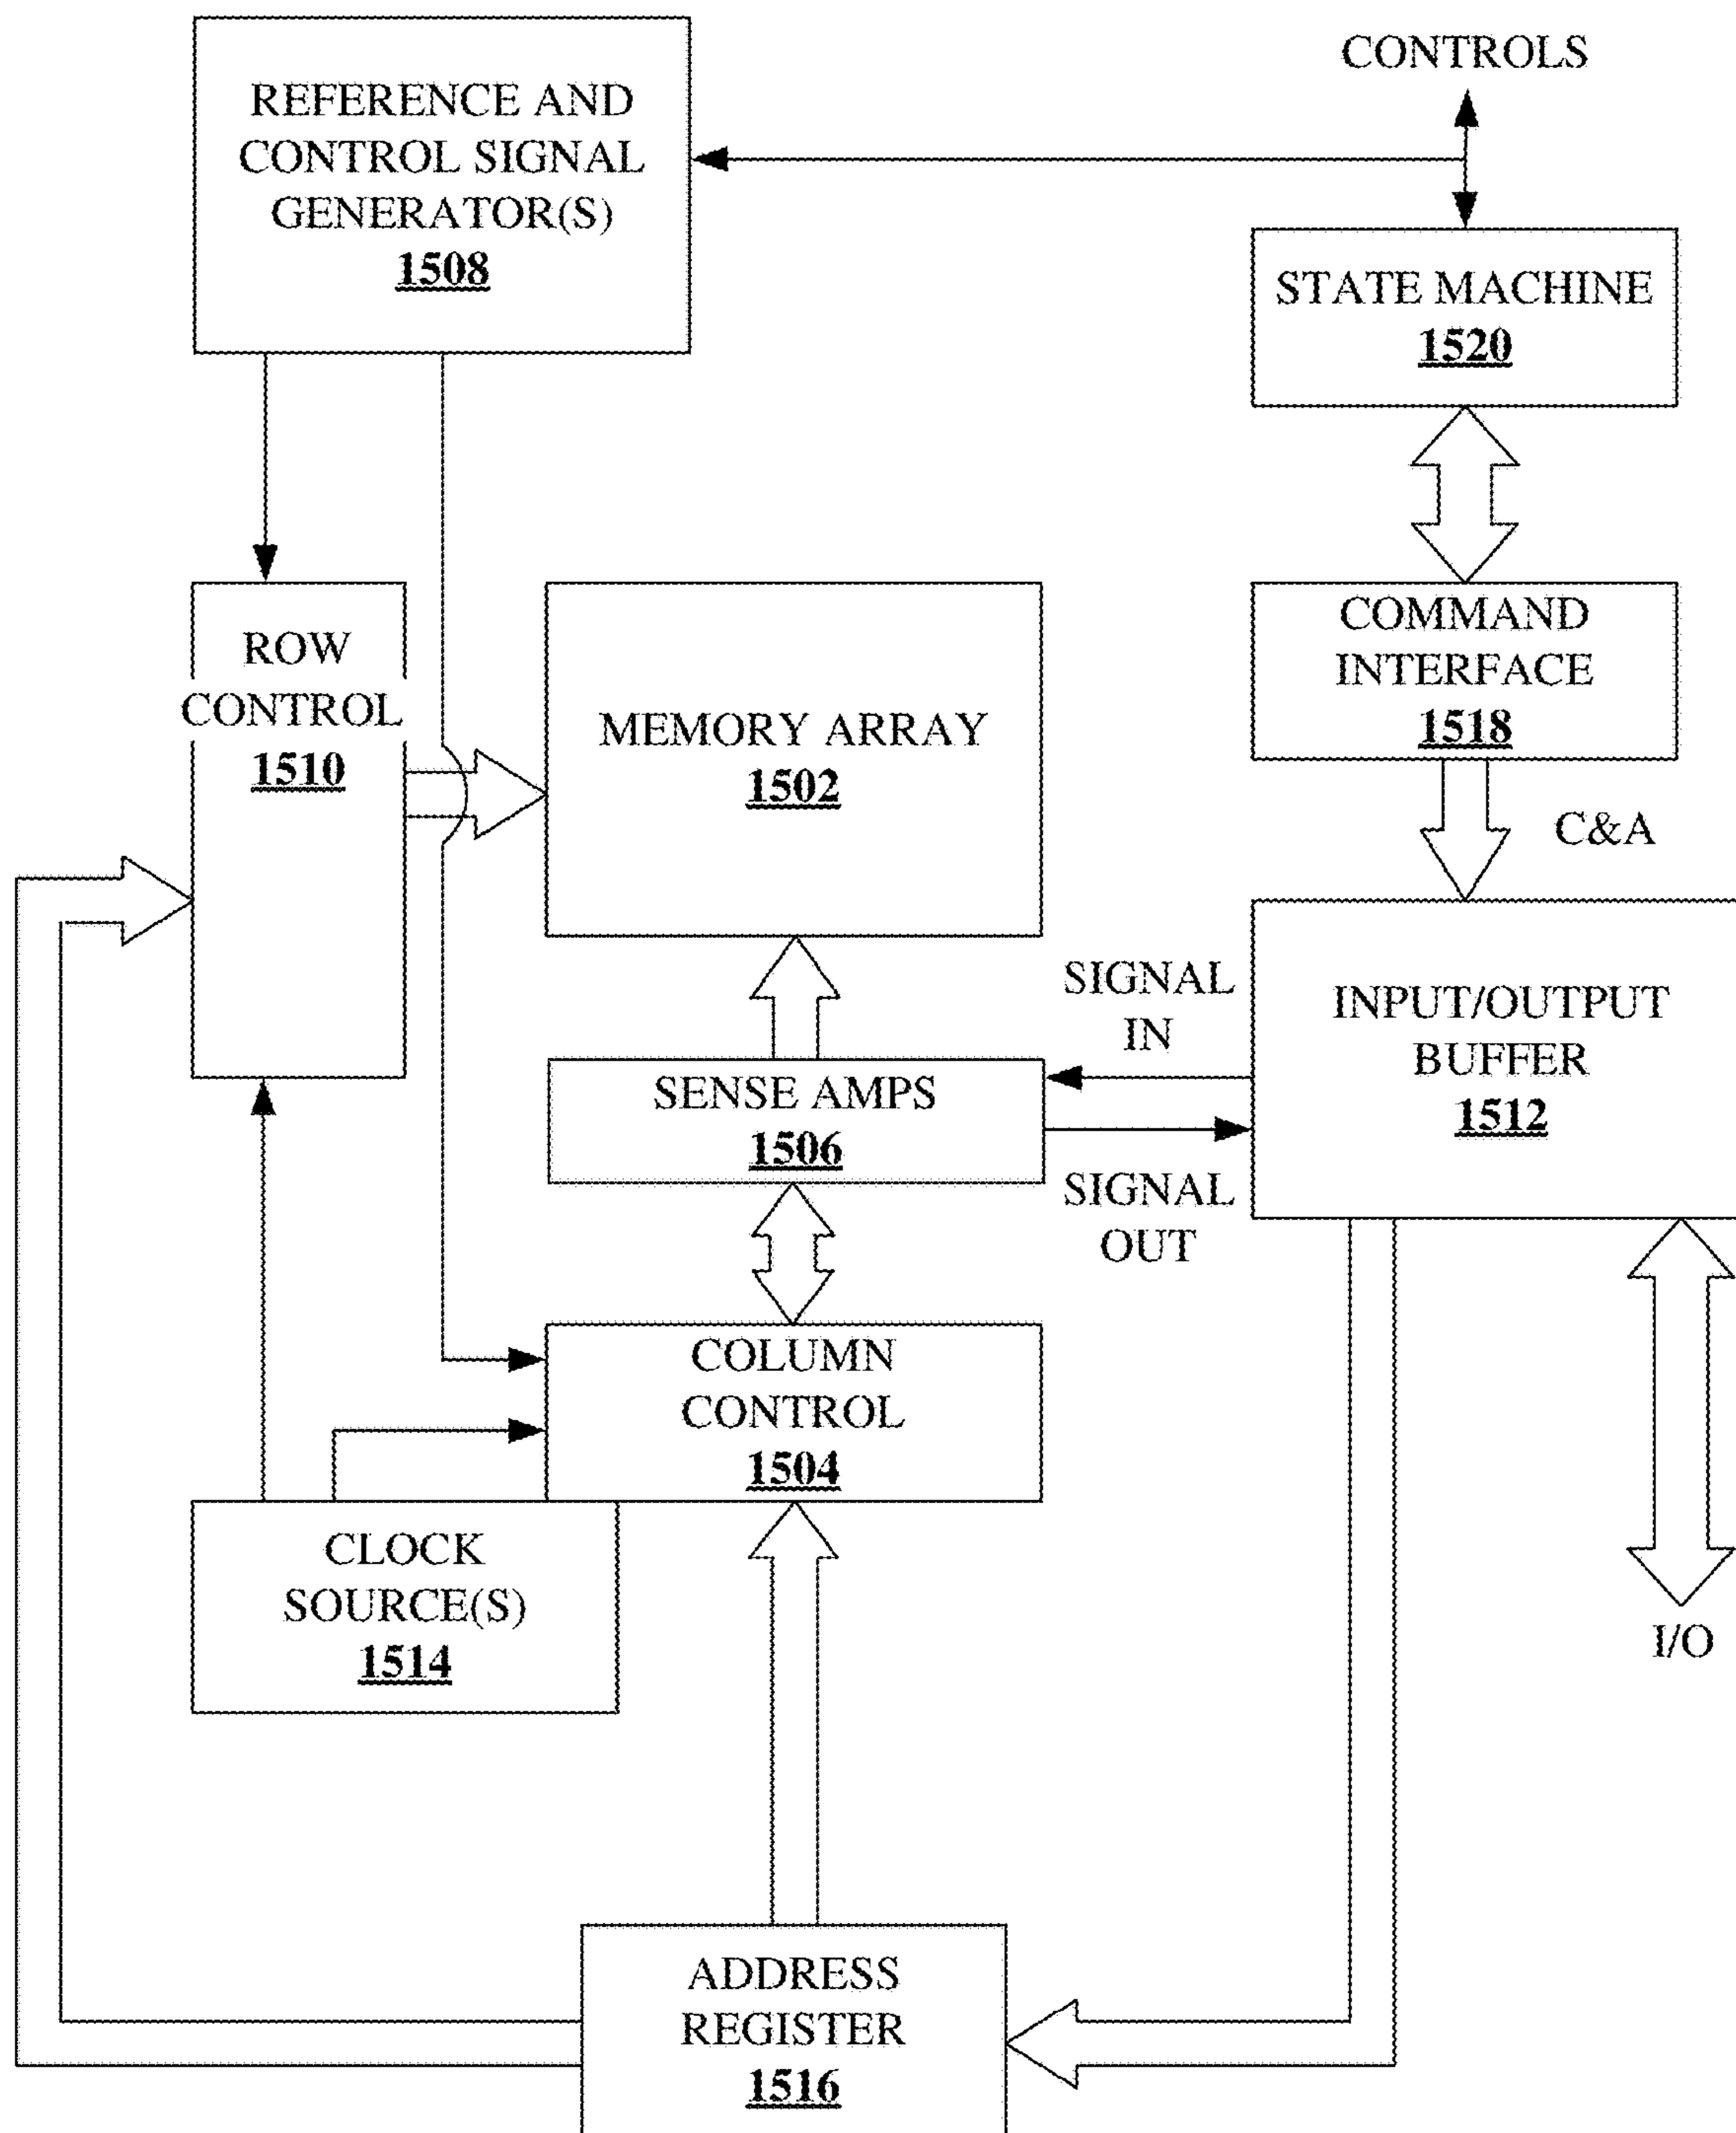 REFERENCE AND
CONTROL SIGNAL
GENERATOR(S)
1508
CONTROLS
STATE MACHINE
1520
ROW
CONTROL
1510
MEMORY ARRAY
1502
COMMAND
INTERFACE
1518
C&A
SIGNAL
IN
INPUT/OUTPUT
BUFFER
1512
SENSE AMPS
1506
SIGNAL
OUT
COLUMN
CONTROL
1504
CLOCK
SOURCE(S)
1514
I/O
ADDRESS
REGISTER
1516